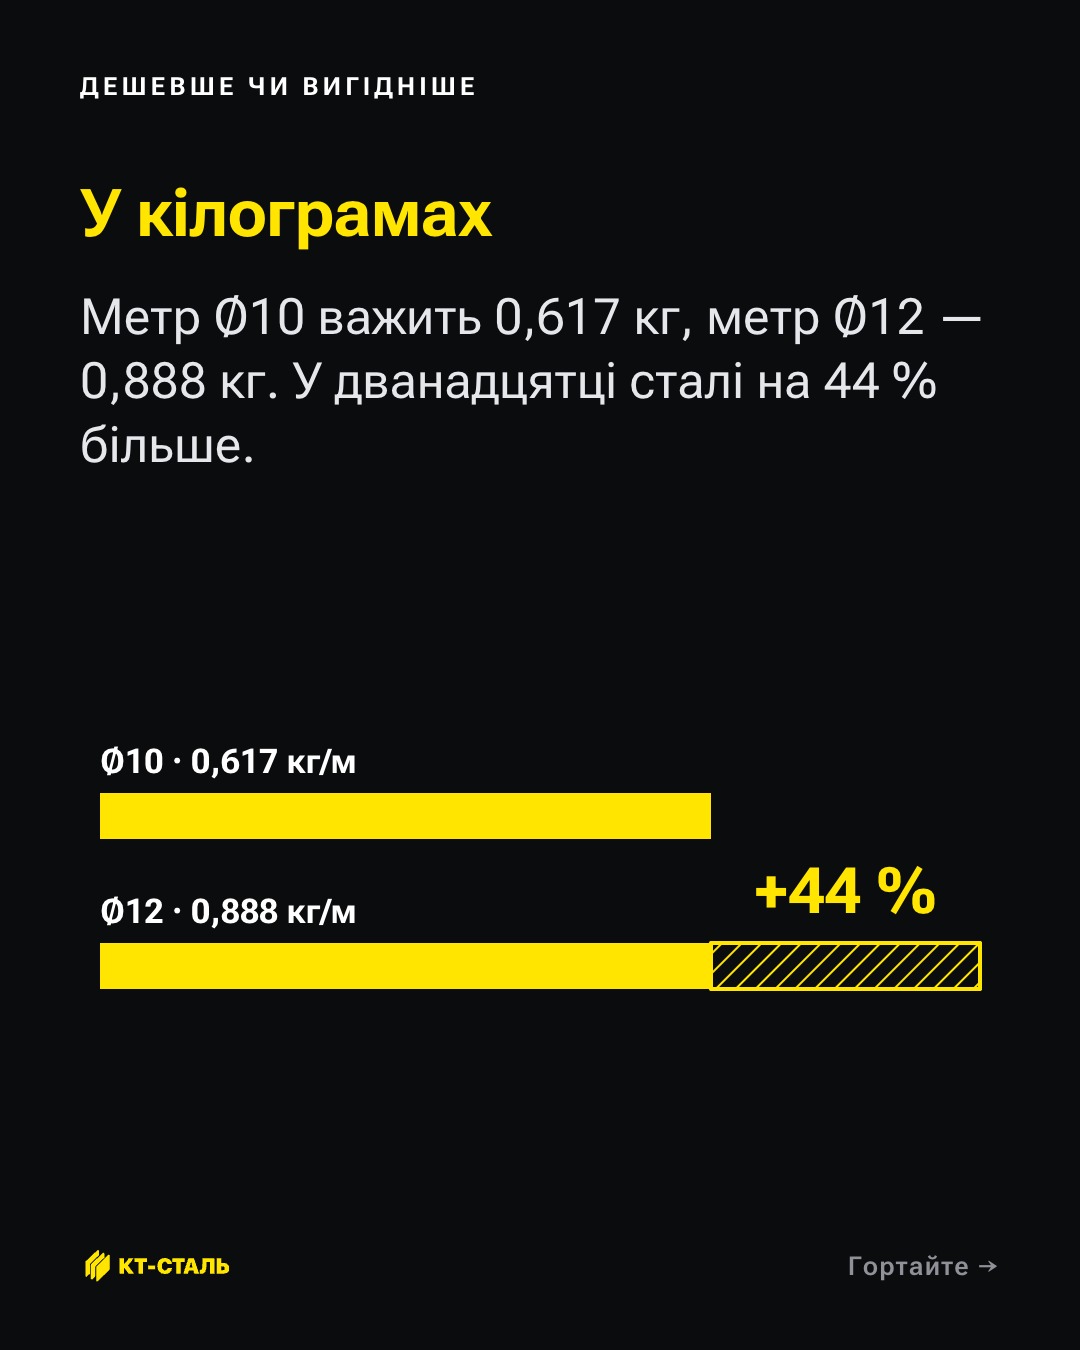 ДЕШЕВШЕ ЧИ ВИГІДНІШЕ
У кілограмах
Метр Ø10 важить 0,617 кг, метр Ø12 —
0,888 кг. У дванадцятці сталі на 44 %
більше.
Ø10 · 0,617 кг/м
+44 %
Ø12 · 0,888 кг/м
КТ-СТАЛЬ
Гортайте →